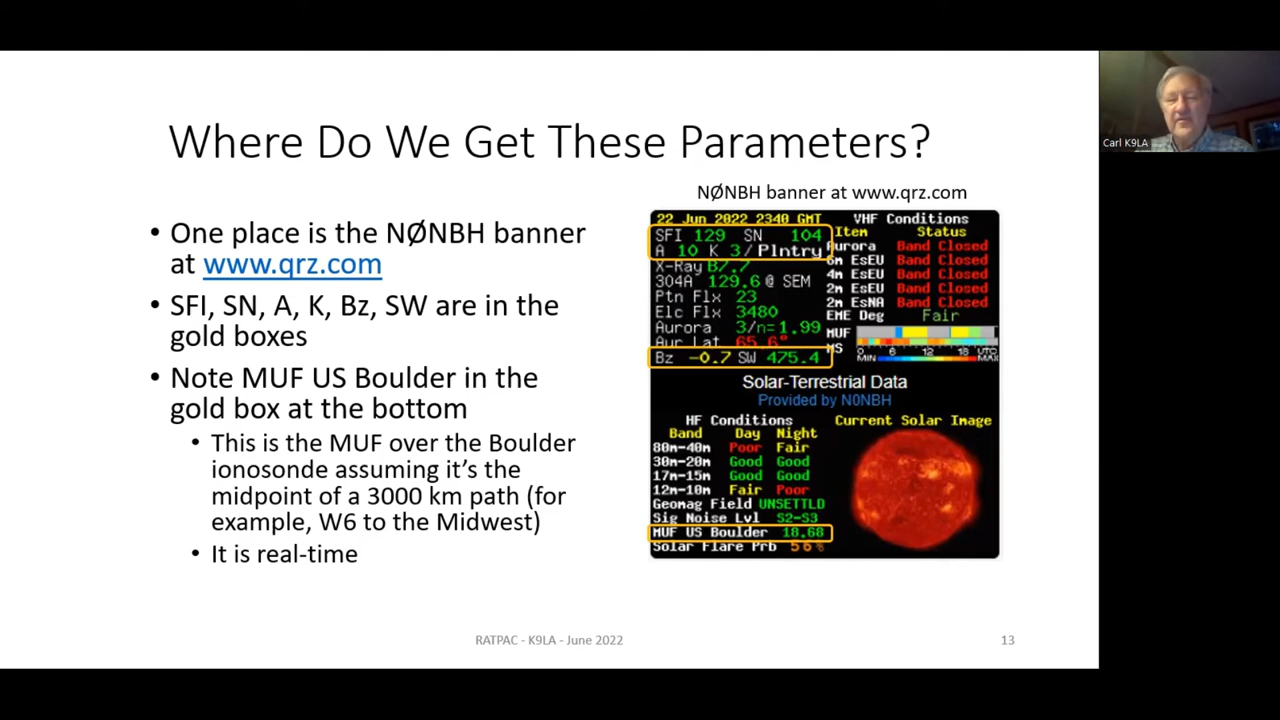 Where Do We Get These Parameters?
• One place is the NØNBH banner
at www.qrz.com
• SFI, SN, A, K, Bz, SW are in the
gold boxes
• Note MUF US Boulder in the
gold box at the bottom
• This is the MUF over the Boulder
ionosonde assuming it's the
midpoint of a 3000 km path (for
example, W6 to the Midwest)
• It is real-time
NØNBH banner at www.qrz.com
22 Jun 2022 2340 GMT
SFI 129 SN 104
A 10 K 3/ Plntry
X-Ray B7.7
304A 129.6 @ SEM
Ptn Flx 23
Elc Flx 3480
Aurora 3/n=1.99
Aur Lat 65.6°
Bz -0.7 SW 475.4
VHF Conditions
Item Status
Aurora Band Closed
6m EsEU Band Closed
4m EsEU Band Closed
2m EsEU Band Closed
2m EsNA Band Closed
EME Deg Fair
MUF
MS
0 6 12 18 UTC
MIN MAX
Solar-Terrestrial Data
Provided by N0NBH
HF Conditions
Band Day Night
80m-40m Poor Fair
30m-20m Good Good
17m-15m Good Good
12m-10m Fair Poor
Geomag Field UNSETTLD
Sig Noise Lvl S2-S3
MUF US Boulder 18.68
Solar Flare Prb 56%
Current Solar Image
RATPAC - K9LA - June 2022
13
Carl K9LA